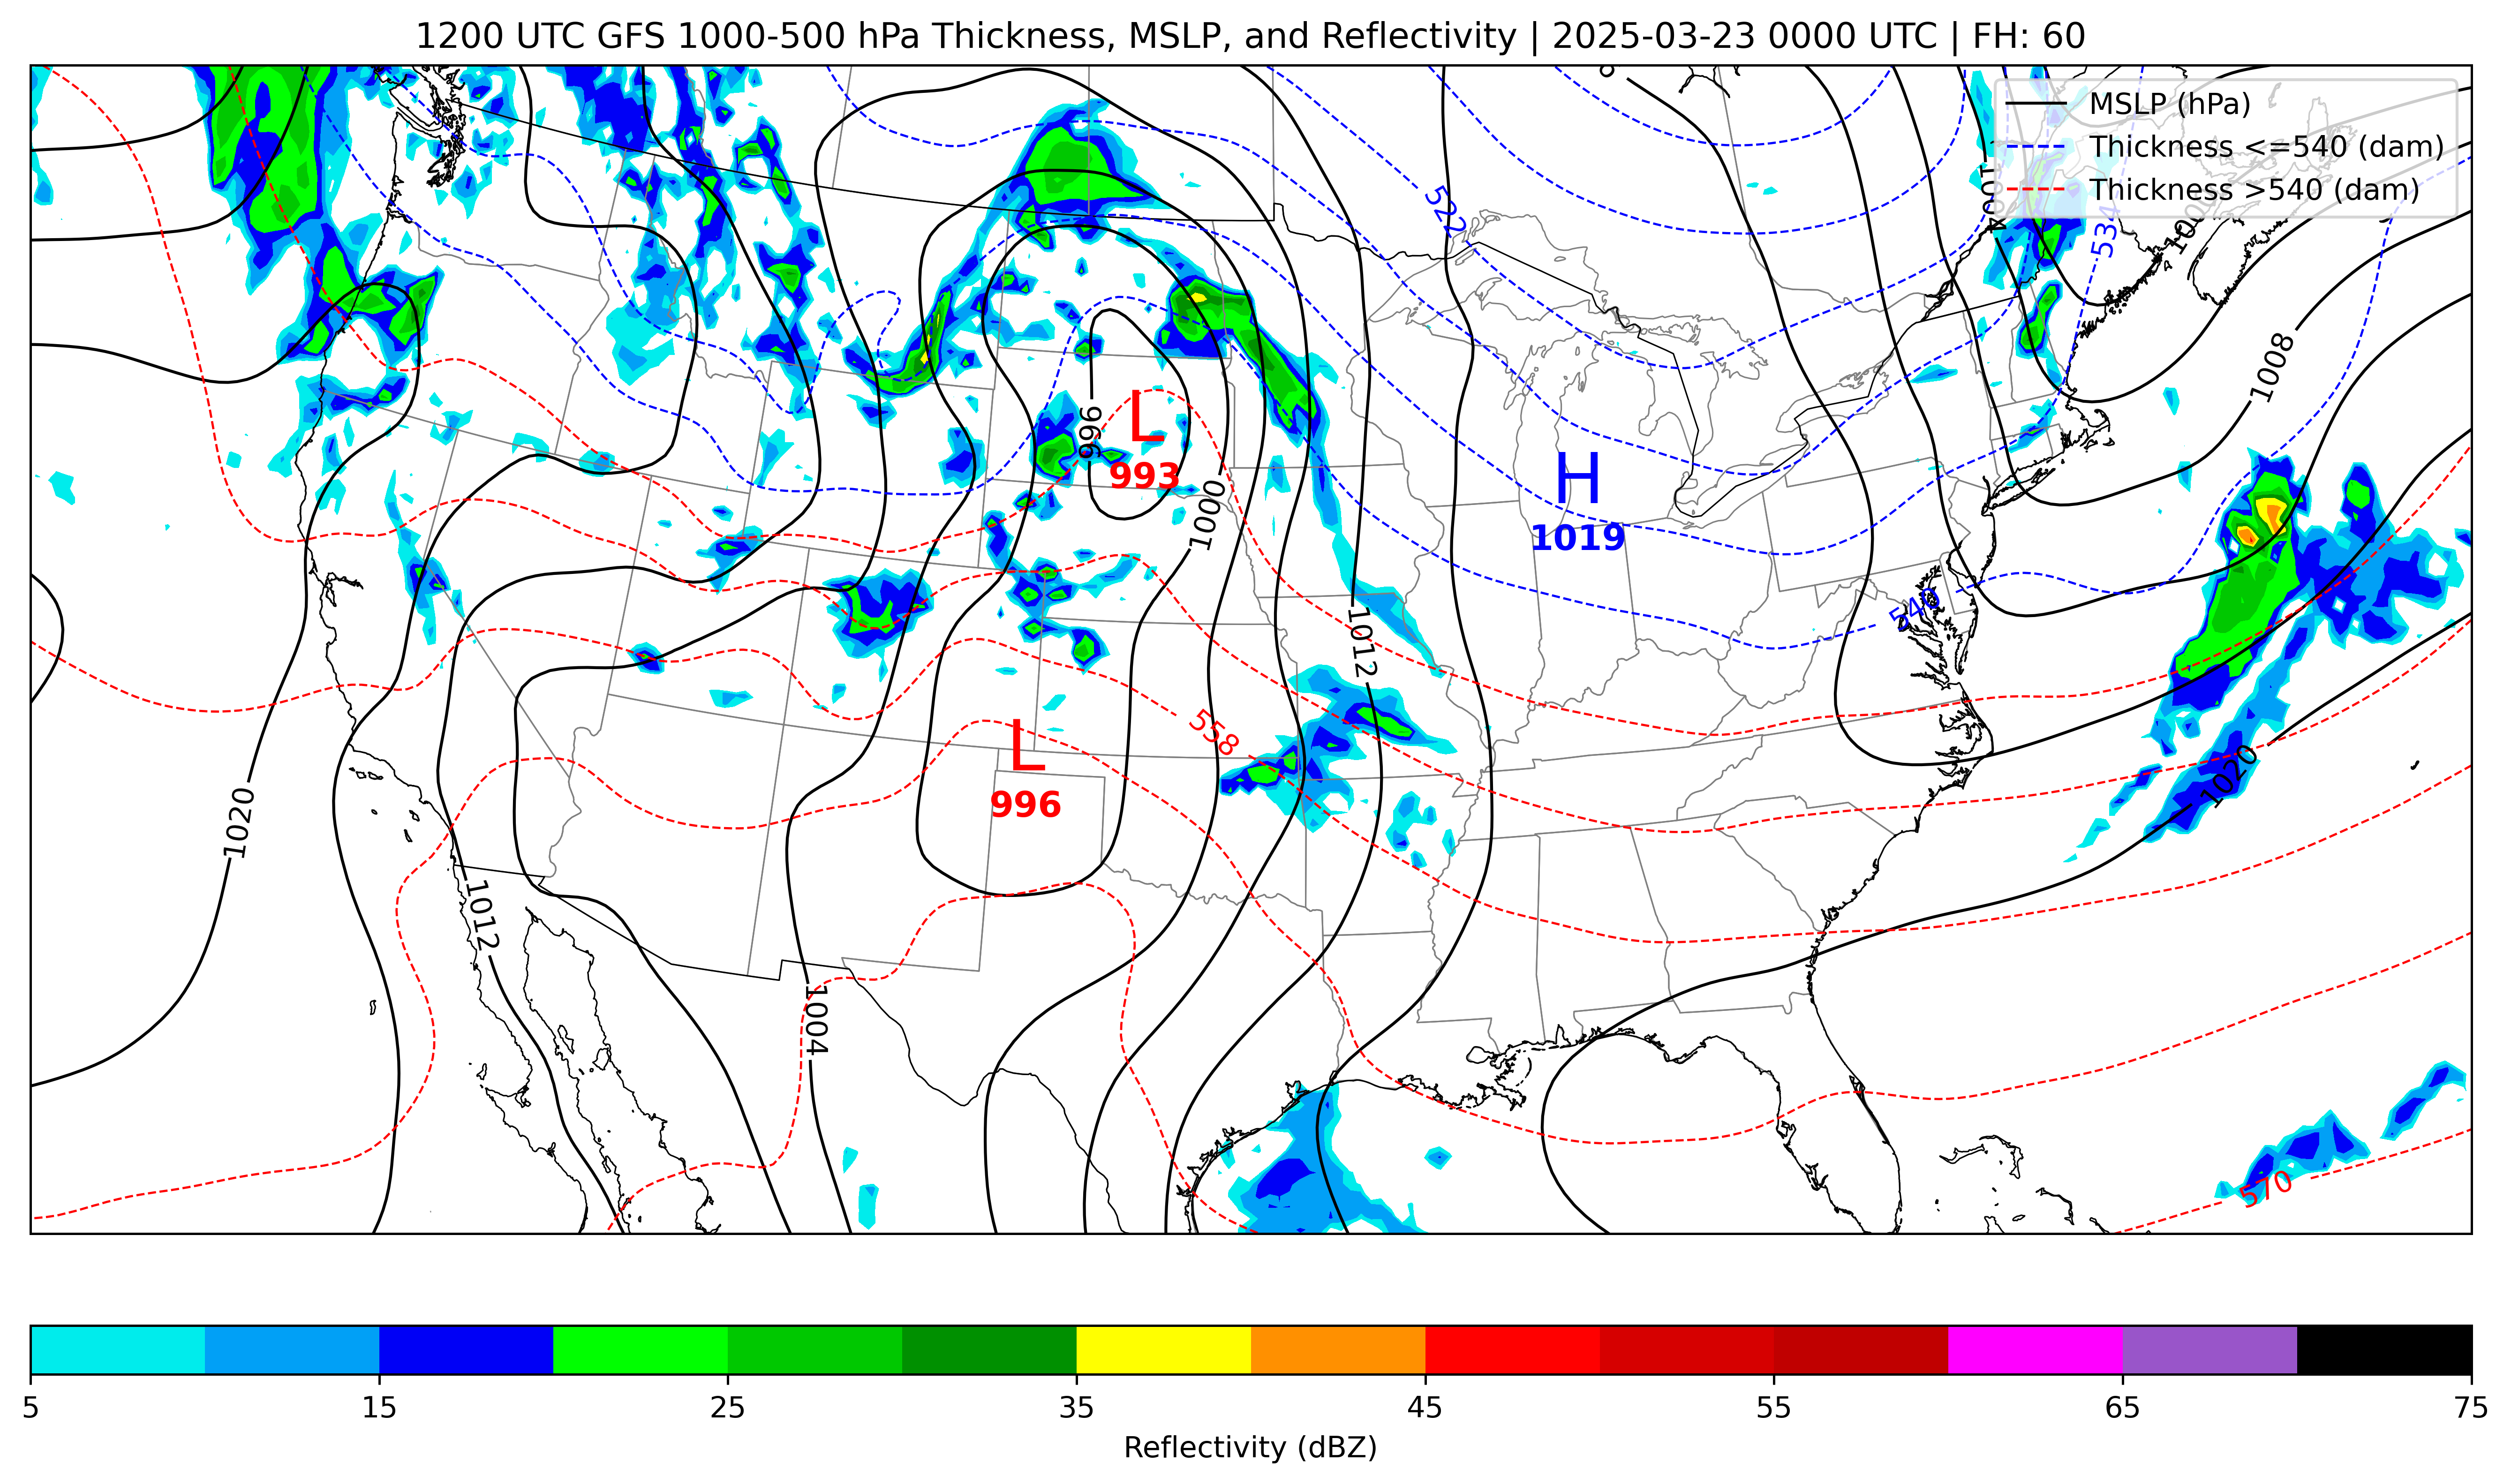 1200 UTC GFS 1000-500 hPa Thickness, MSLP, and Reflectivity | 2025-03-23 0000 UTC | FH: 60
MSLP (hPa)
Thickness <=540 (dam)
Thickness >540 (dam)
522
1004
534
1008
996
L
993
H
1019
1000
540
1012
558
L
996
1020
1020
1012
1004
570
5 15 25 35 45 55 65 75
Reflectivity (dBZ)